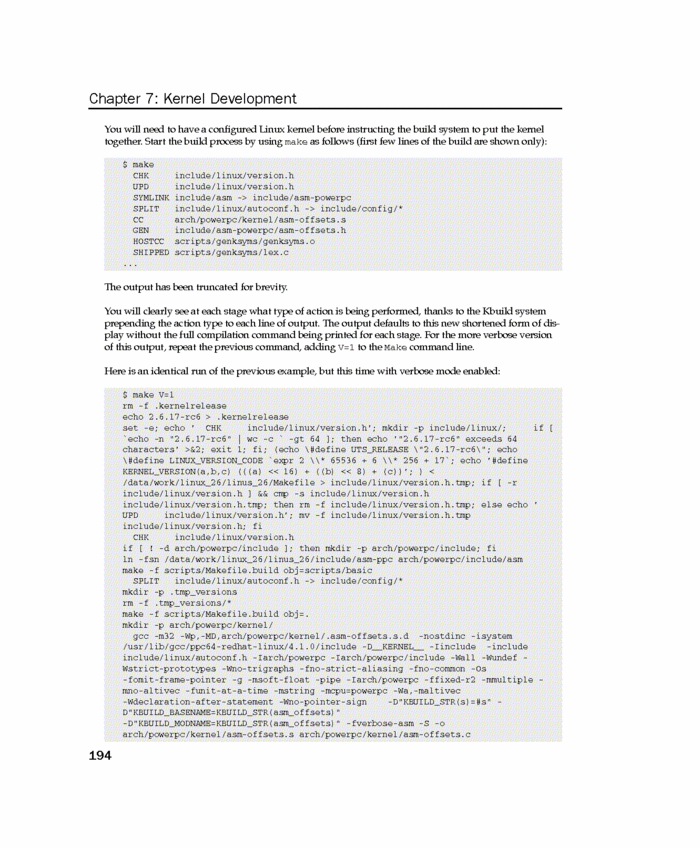 Chapter 7: Kernel Development
You will need to have a configured Linux kernel before instructing the build system to put the kernel
together. Start the build process by using make as follows (first few lines of the build are shown only):
$ make
CHK include/linux/version.h
UPD include/linux/version.h
SYMLINK include/asm -> include/asm-powerpc
SPLIT include/linux/autoconf.h -> include/config/*
CC arch/powerpc/kernel/asm-offsets.s
GEN include/asm-powerpc/asm-offsets.h
HOSTCC scripts/genksyms/genksyms.o
SHIPPED scripts/genksyms/lex.c
...
The output has been truncated for brevity.
You will clearly see at each stage what type of action is being performed, thanks to the Kbuild system
prepending the action type to each line of output. The output defaults to this new shortened form of dis-
play without the full compilation command being printed for each stage. For the more verbose version
of this output, repeat the previous command, adding V=1 to the Make command line.
Here is an identical run of the previous example, but this time with verbose mode enabled:
$ make V=1
rm -f .kernelrelease
echo 2.6.17-rc6 > .kernelrelease
set -e; echo ' CHK include/linux/version.h'; mkdir -p include/linux/; if [
`echo -n "2.6.17-rc6" | wc -c ` -gt 64 ]; then echo '"2.6.17-rc6" exceeds 64
characters' >&2; exit 1; fi; (echo \#define UTS_RELEASE \"2.6.17-rc6\"; echo
\#define LINUX_VERSION_CODE `expr 2 \\* 65536 + 6 \\* 256 + 17`; echo '#define
KERNEL_VERSION(a,b,c) (((a) << 16) + ((b) << 8) + (c))'; ) <
/data/work/linux_26/linus_26/Makefile > include/linux/version.h.tmp; if [ -r
include/linux/version.h ] && cmp -s include/linux/version.h
include/linux/version.h.tmp; then rm -f include/linux/version.h.tmp; else echo '
UPD include/linux/version.h'; mv -f include/linux/version.h.tmp
include/linux/version.h; fi
CHK include/linux/version.h
if [ ! -d arch/powerpc/include ]; then mkdir -p arch/powerpc/include; fi
ln -fsn /data/work/linux_26/linus_26/include/asm-ppc arch/powerpc/include/asm
make -f scripts/Makefile.build obj=scripts/basic
SPLIT include/linux/autoconf.h -> include/config/*
mkdir -p .tmp_versions
rm -f .tmp_versions/*
make -f scripts/Makefile.build obj=.
mkdir -p arch/powerpc/kernel/
gcc -m32 -Wp,-MD,arch/powerpc/kernel/.asm-offsets.s.d -nostdinc -isystem
/usr/lib/gcc/ppc64-redhat-linux/4.1.0/include -D__KERNEL__ -Iinclude -include
include/linux/autoconf.h -Iarch/powerpc -Iarch/powerpc/include -Wall -Wundef -
Wstrict-prototypes -Wno-trigraphs -fno-strict-aliasing -fno-common -Os
-fomit-frame-pointer -g -msoft-float -pipe -Iarch/powerpc -ffixed-r2 -mmultiple -
mno-altivec -funit-at-a-time -mstring -mcpu=powerpc -Wa,-maltivec
-Wdeclaration-after-statement -Wno-pointer-sign -D"KBUILD_STR(s)=#s" -
D"KBUILD_BASENAME=KBUILD_STR(asm_offsets)"
-D"KBUILD_MODNAME=KBUILD_STR(asm_offsets)" -fverbose-asm -S -o
arch/powerpc/kernel/asm-offsets.s arch/powerpc/kernel/asm-offsets.c
194